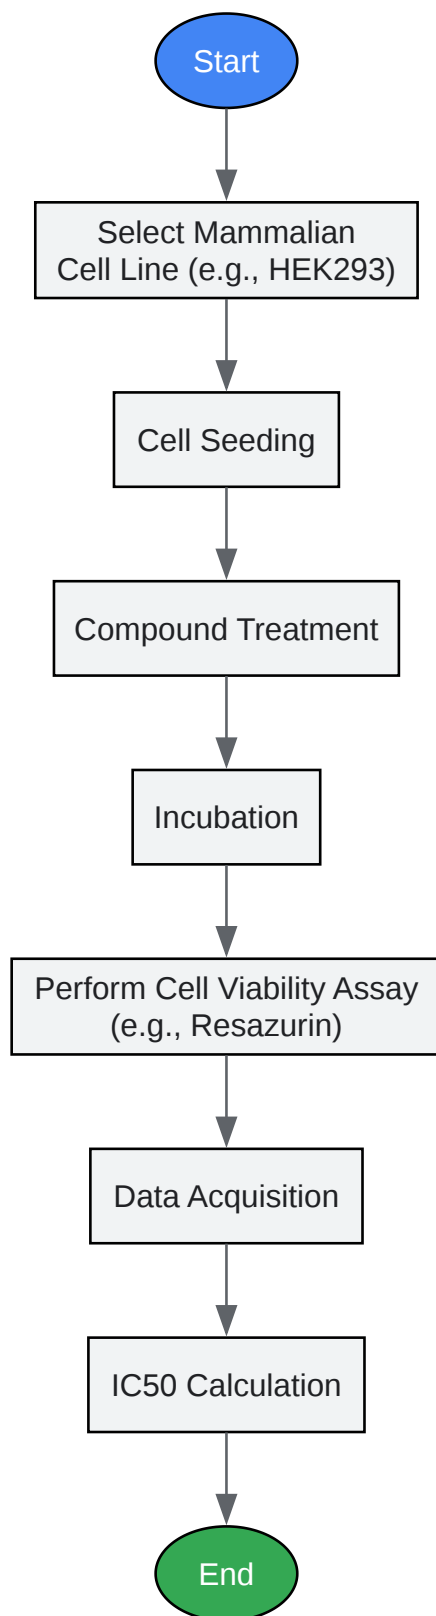 Start
Select Mammalian
Cell Line (e.g., HEK293)
Cell Seeding
Compound Treatment
Incubation
Perform Cell Viability Assay
(e.g., Resazurin)
Data Acquisition
IC50 Calculation
End